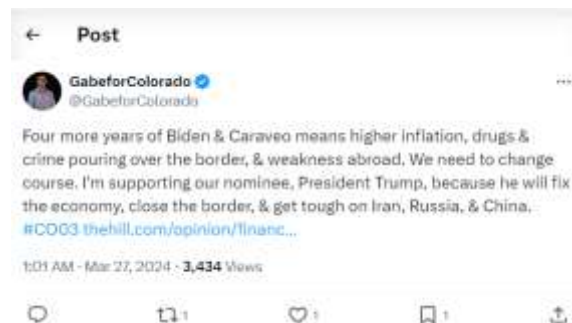 ← Post
GabeforColorado
@GabeforColorado
Four more years of Biden & Caraveo means higher inflation, drugs &
crime pouring over the border, & weakness abroad. We need to change
course. I'm supporting our nominee, President Trump, because he will fix
the economy, close the border, & get tough on Iran, Russia, & China.
#CO03 thehill.com/opinion/financ...
1:01 AM · Mar 27, 2024 · 3,434 Views
1 1 1